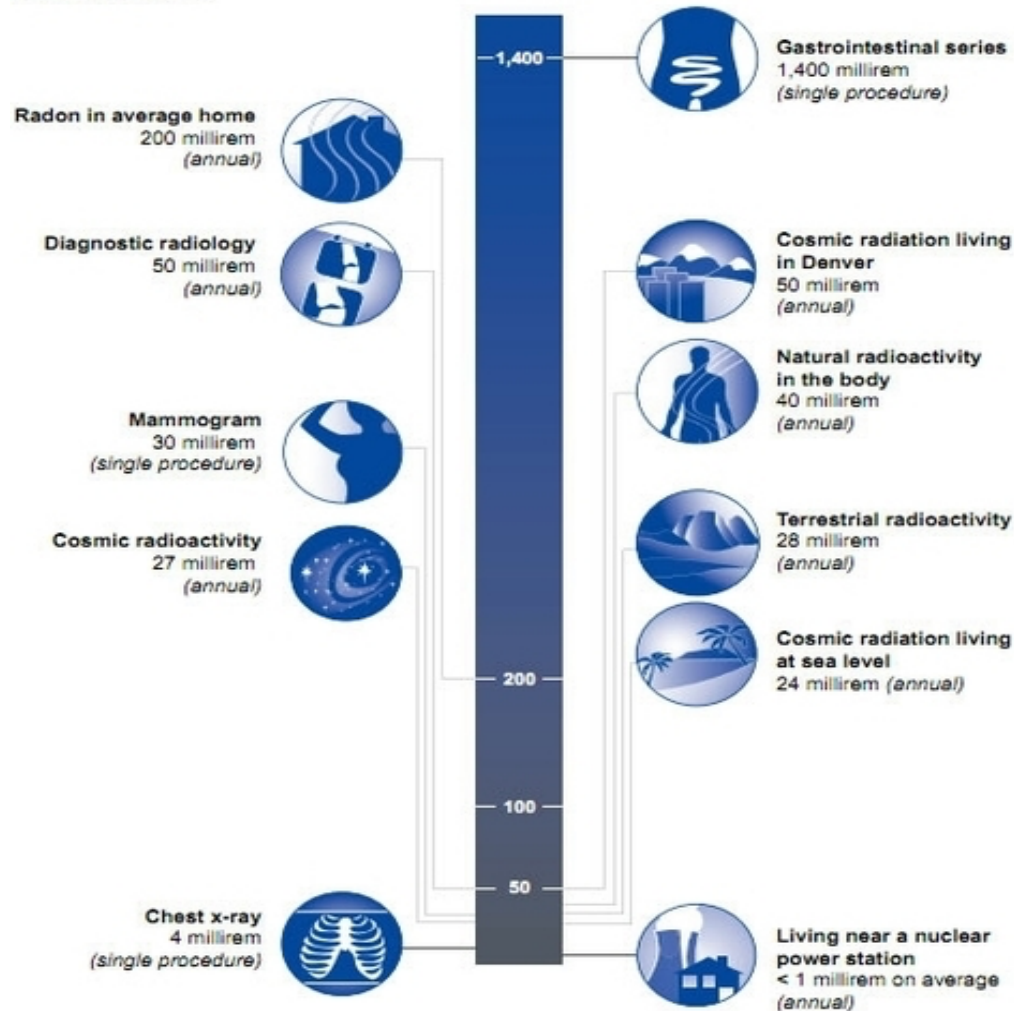 1,400
Gastrointestinal series
1,400 millirem
(single procedure)
Radon in average home
200 millirem
(annual)
Diagnostic radiology
50 millirem
(annual)
Cosmic radiation living
in Denver
50 millirem
(annual)
Natural radioactivity
in the body
40 millirem
(annual)
Mammogram
30 millirem
(single procedure)
Terrestrial radioactivity
28 millirem
(annual)
Cosmic radioactivity
27 millirem
(annual)
Cosmic radiation living
at sea level
24 millirem (annual)
200
100
50
Chest x-ray
4 millirem
(single procedure)
Living near a nuclear
power station
< 1 millirem on average
(annual)